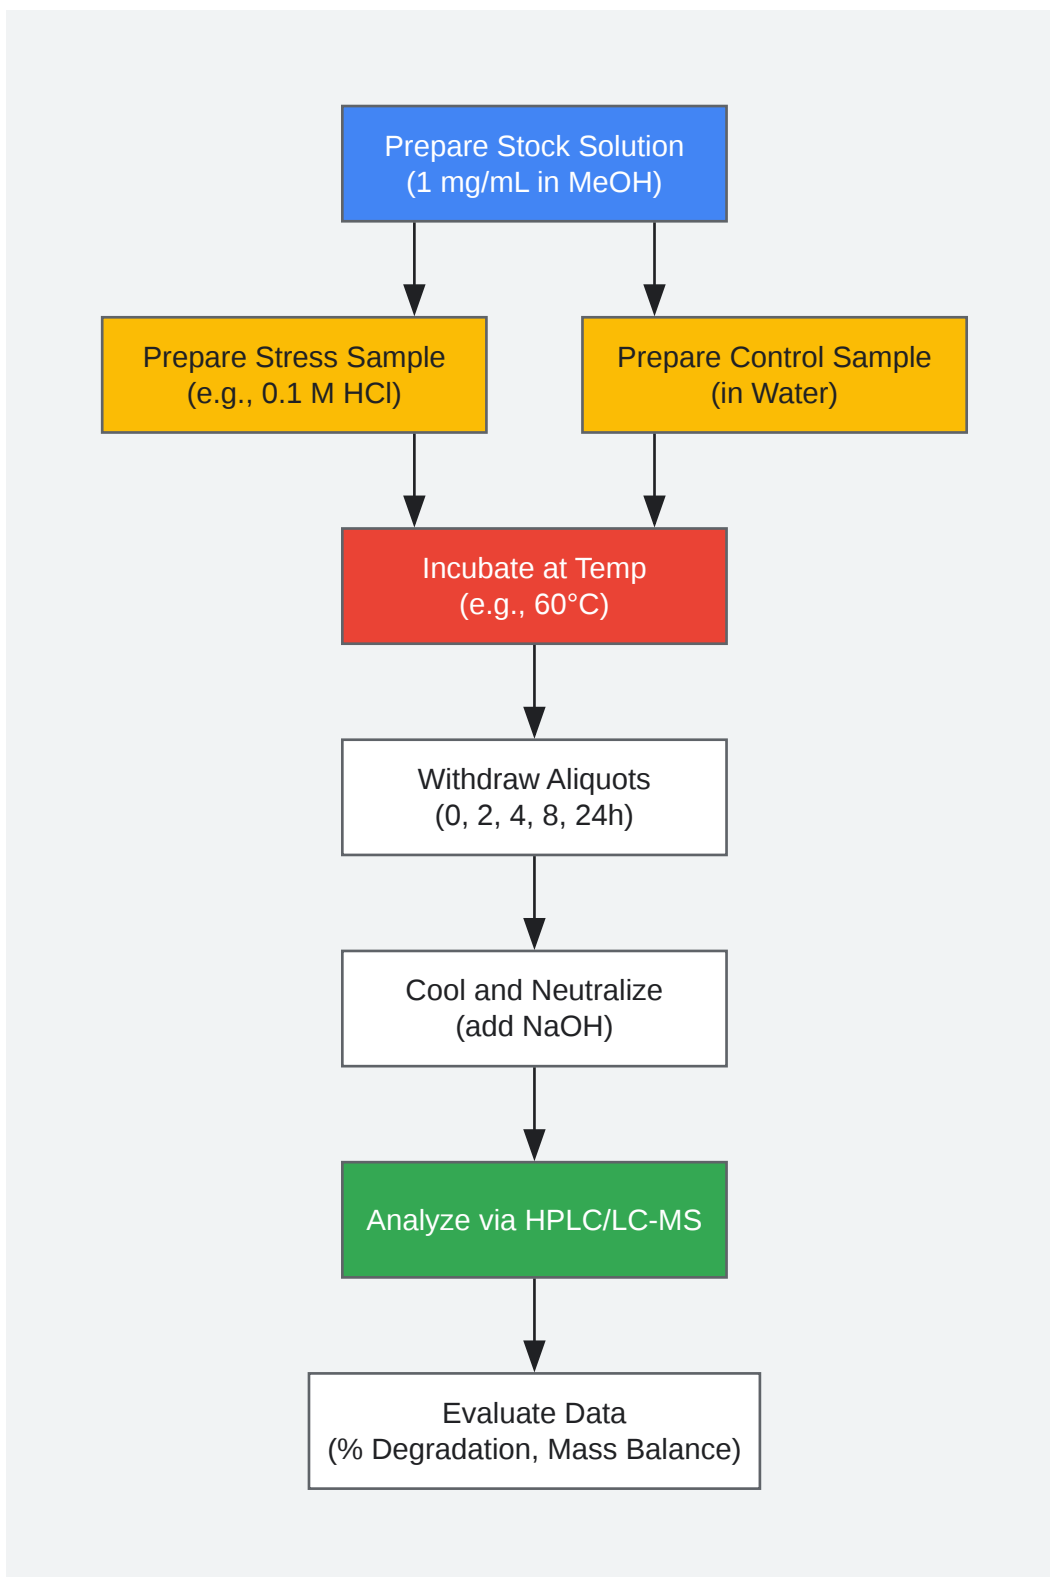 Prepare Stock Solution
(1 mg/mL in MeOH)
Prepare Stress Sample
(e.g., 0.1 M HCl)
Prepare Control Sample
(in Water)
Incubate at Temp
(e.g., 60°C)
Withdraw Aliquots
(0, 2, 4, 8, 24h)
Cool and Neutralize
(add NaOH)
Analyze via HPLC/LC-MS
Evaluate Data
(% Degradation, Mass Balance)